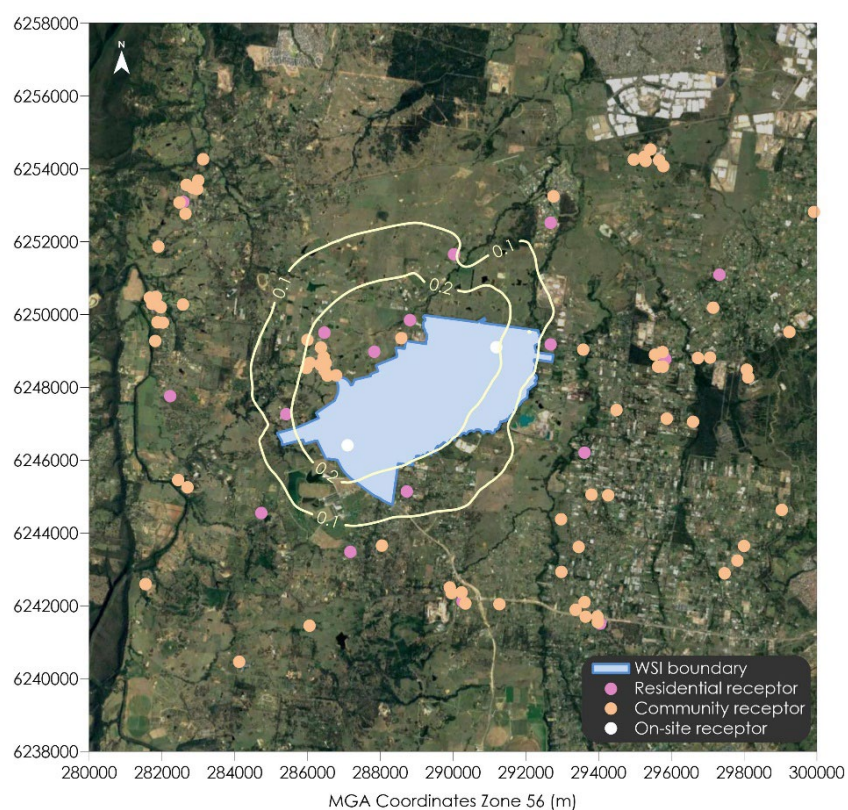 6258000
N
6256000
6254000
6252000
0.1
0.1
0.2
6250000
6248000
6246000
0.2
0.1
6244000
6242000
WSI boundary
6240000
Residential receptor
Community receptor
On-site receptor
6238000
280000 282000 284000 286000 288000 290000 292000 294000 296000 298000 300000
MGA Coordinates Zone 56 (m)